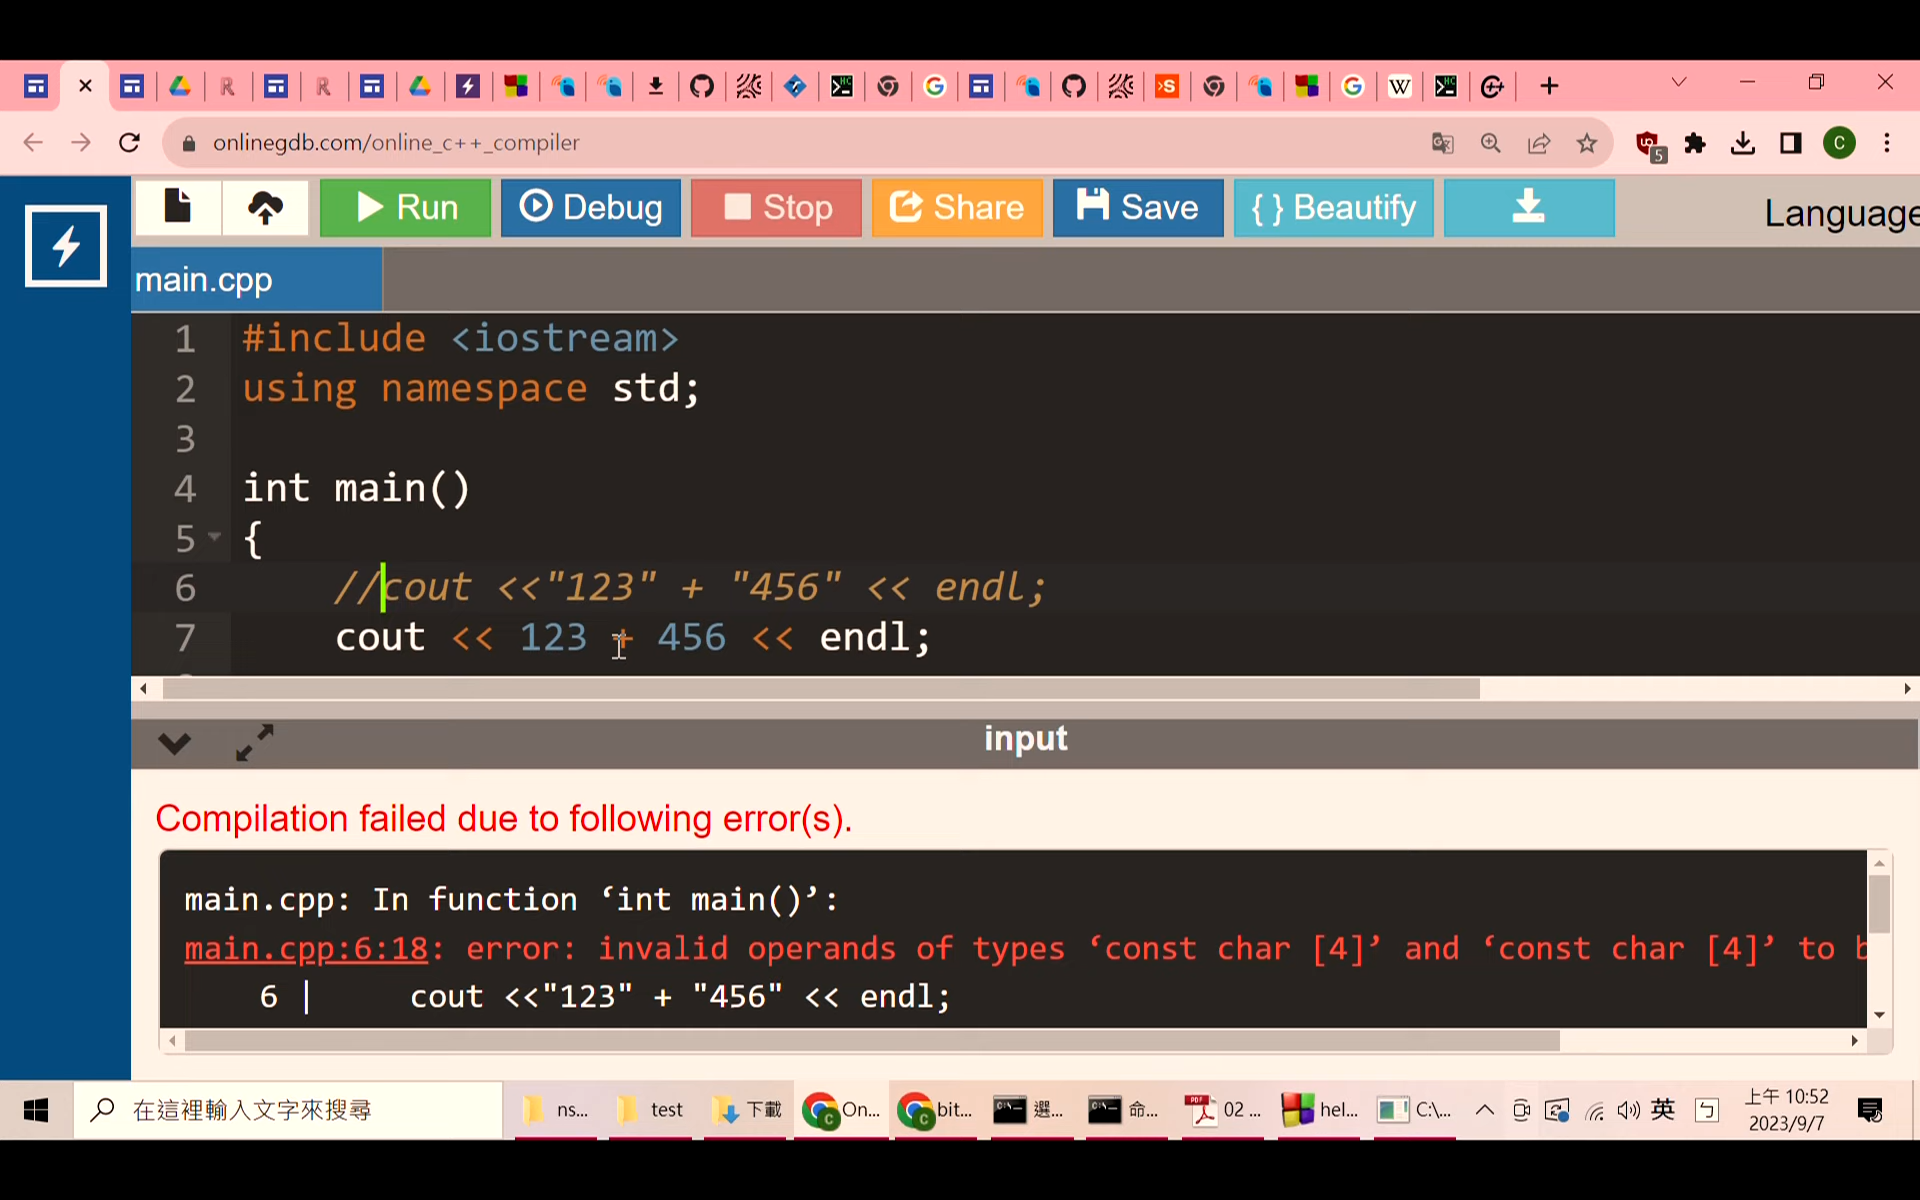 onlinegdb.com/online_c++_compiler
5
C
Run
Debug
Stop
Share
Save
{ } Beautify
Language
main.cpp
1 #include <iostream>
2 using namespace std;
3
4 int main()
5 {
6 //cout <<"123" + "456" << endl;
7 cout << 123 + 456 << endl;
input
Compilation failed due to following error(s).
main.cpp: In function ‘int main()’:
main.cpp:6:18: error: invalid operands of types ‘const char [4]’ and ‘const char [4]’ to b
6 | cout <<"123" + "456" << endl;
在這裡輸入文字來搜尋
ns...
test
下載
On...
bit...
選...
命...
02 ...
hel...
C:\...
英
上午 10:52
2023/9/7